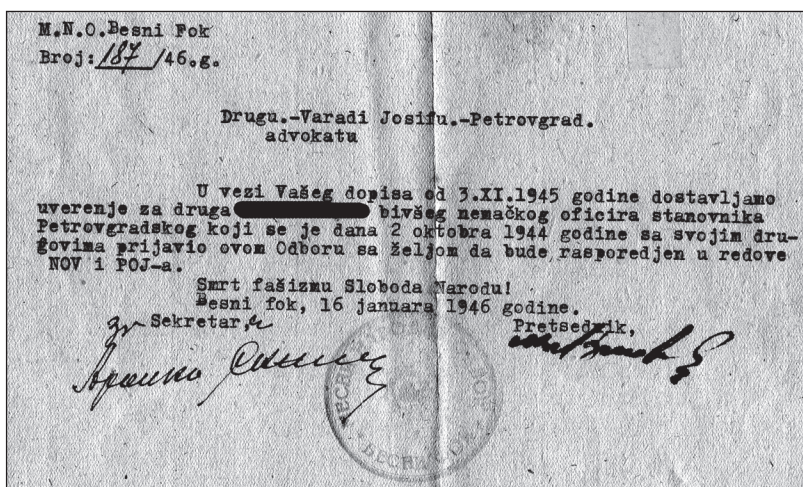 M.N.O.Besni Fok
Broj: 187 /46.g.
Drugu.-Varadi Josifu.-Petrovgrad.
advokatu
U vezi Vašeg dopisa od 3.XI.1945 godine dostavljamo
uverenje za druga bivšeg nemačkog oficira stanovnika
Petrovgradskog koji se je dana 2 oktobra 1944 godine sa svojim dru-
govima prijavio ovom Odboru sa željom da bude rasporedjen u redove
NOV i POJ-a.
Smrt fašizmu Sloboda Narodu!
Besni fok, 16 januara 1946 godine.
Sekretar, Pretsednik,